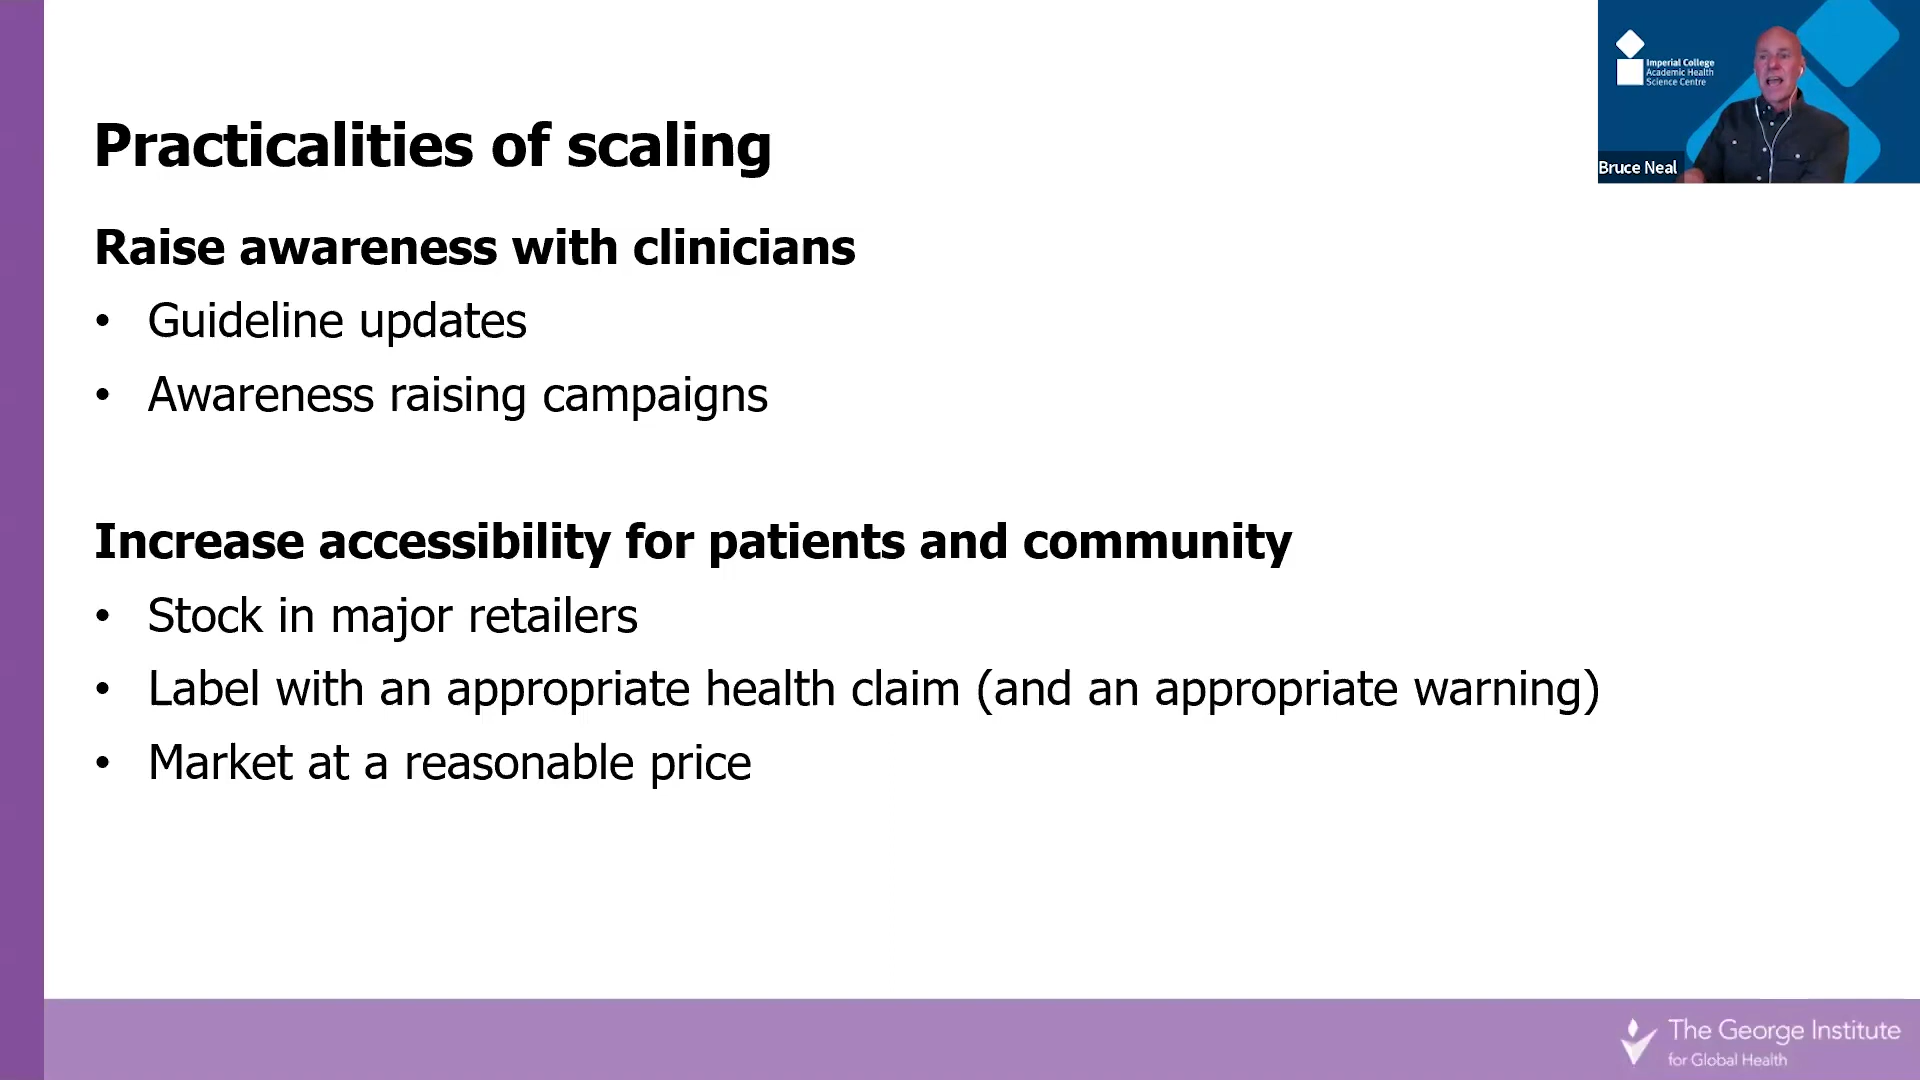 Imperial College
Academic Health
Science Centre
Bruce Neal
Practicalities of scaling
Raise awareness with clinicians
• Guideline updates
• Awareness raising campaigns
Increase accessibility for patients and community
• Stock in major retailers
• Label with an appropriate health claim (and an appropriate warning)
• Market at a reasonable price
The George Institute
for Global Health